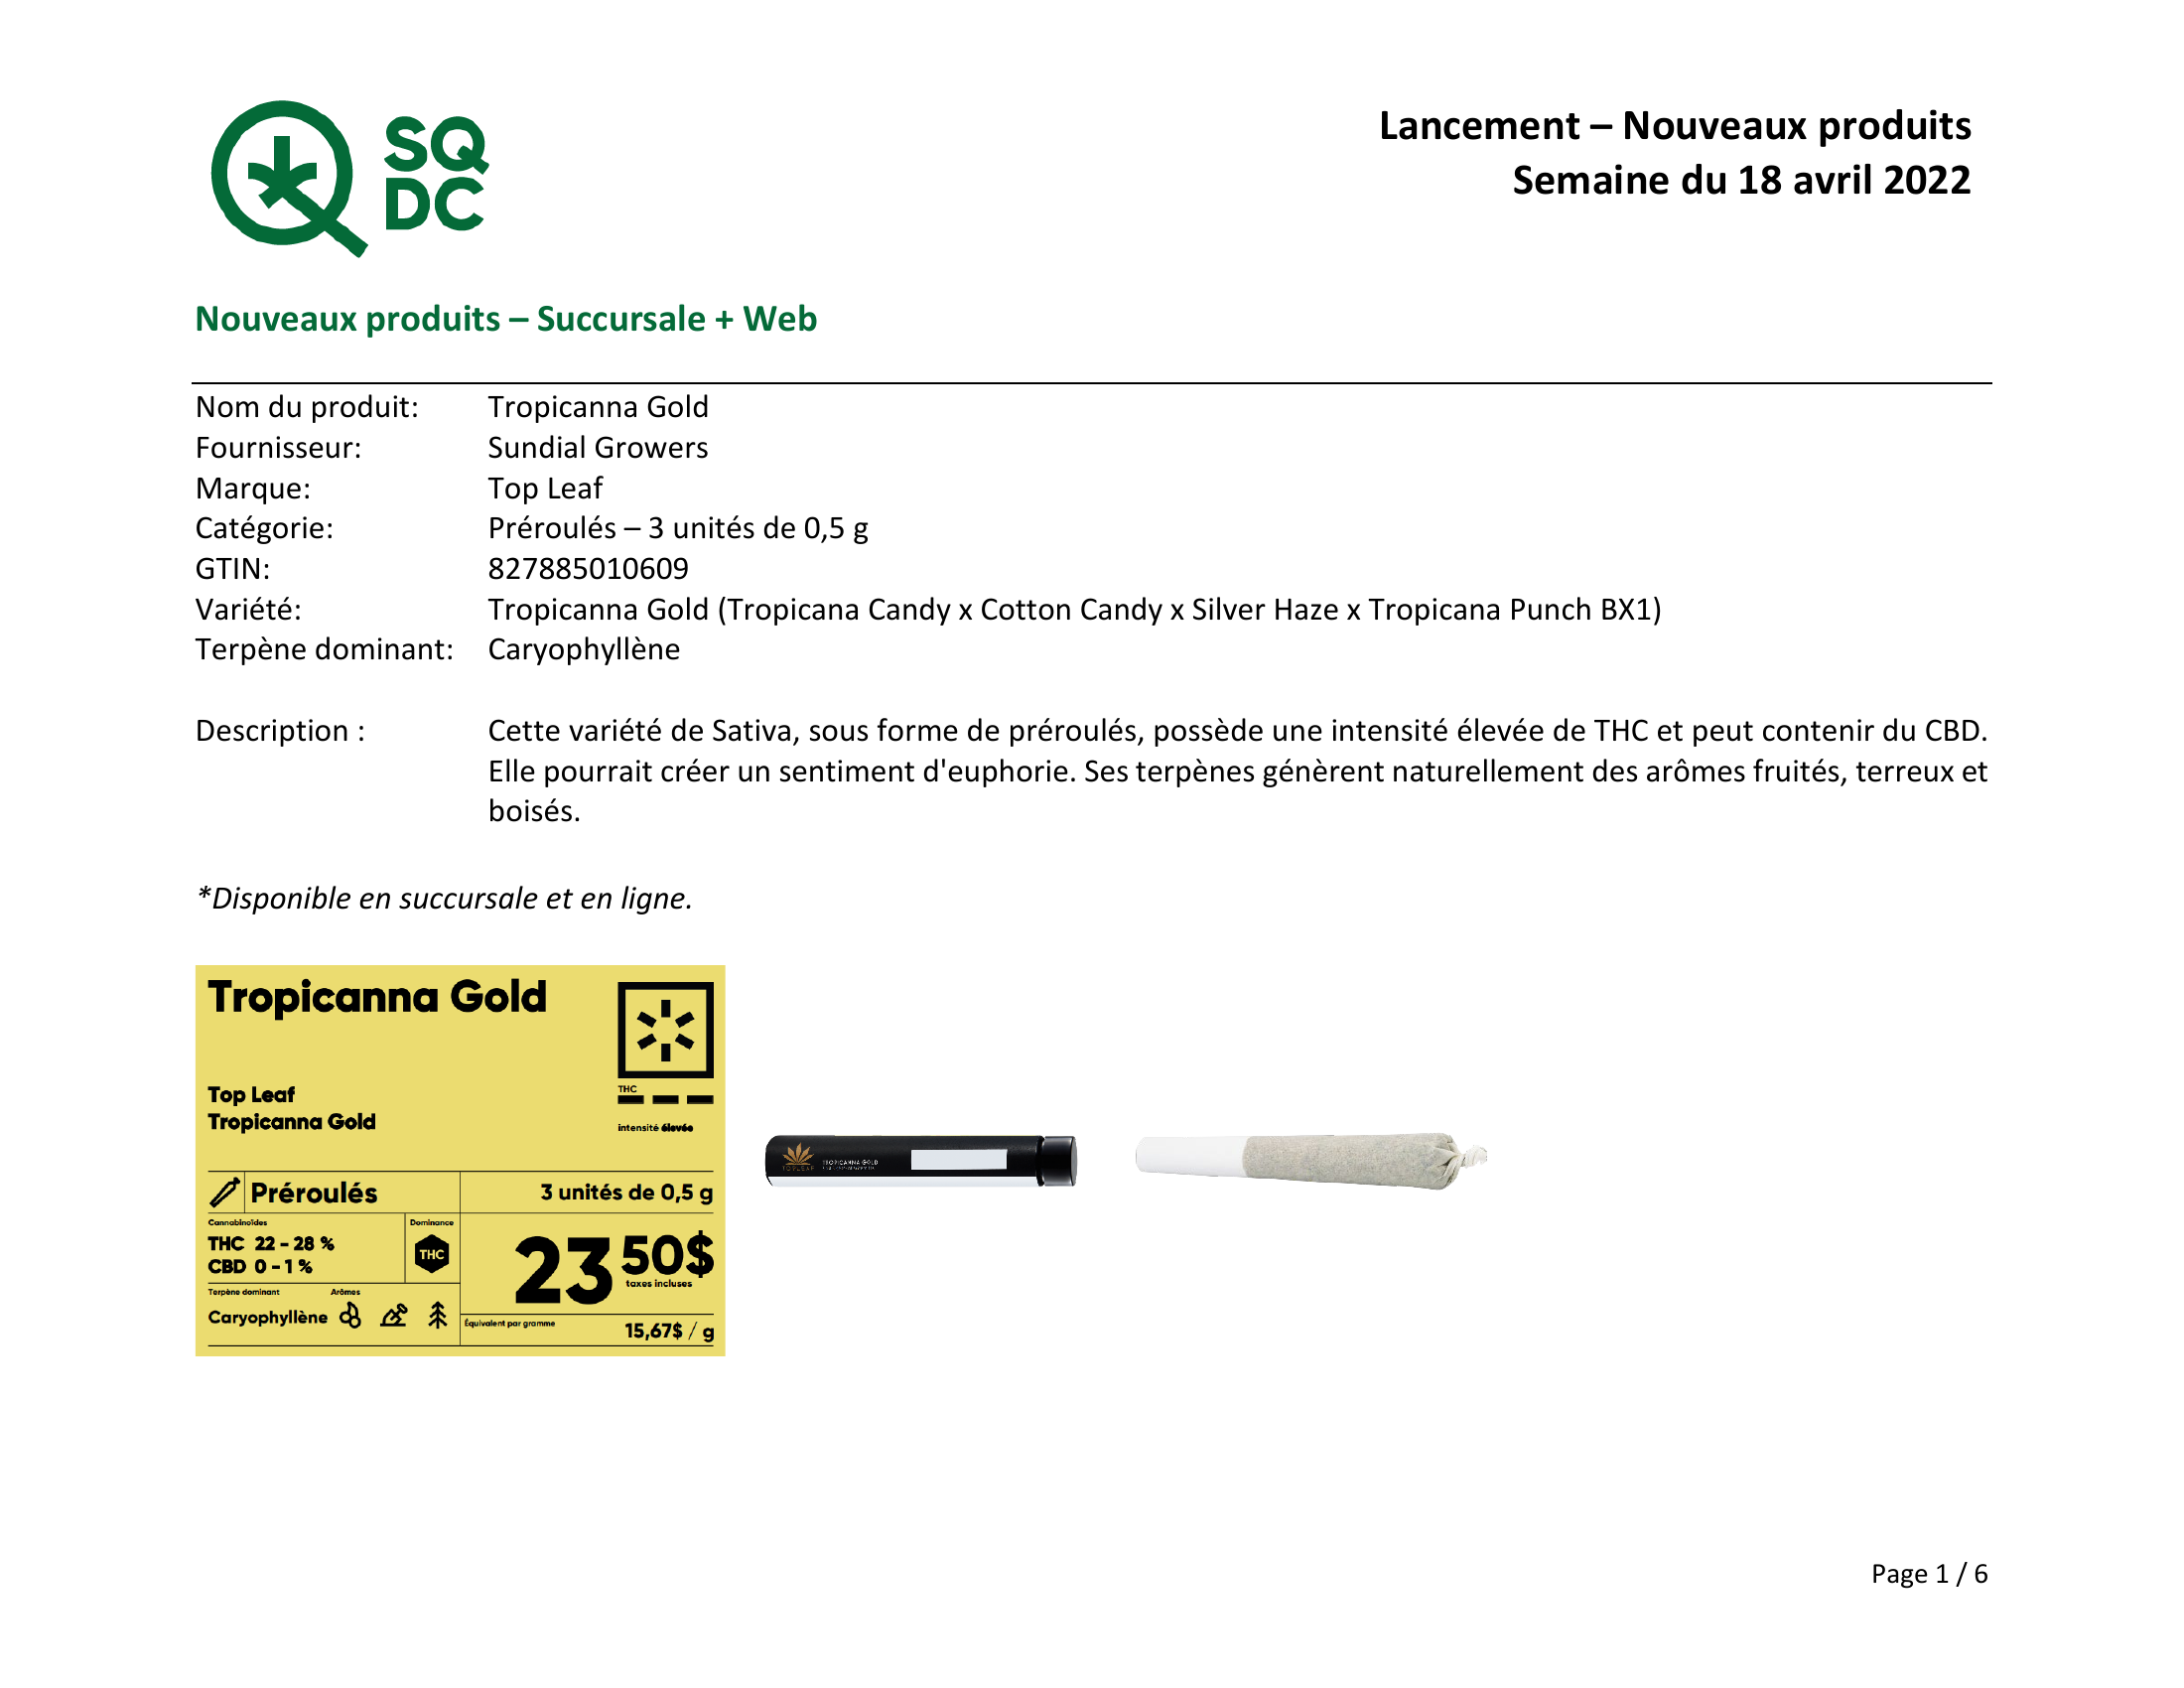 SQ
DC
Lancement – Nouveaux produits
Semaine du 18 avril 2022
Nouveaux produits – Succursale + Web
Nom du produit: Tropicanna Gold
Fournisseur: Sundial Growers
Marque: Top Leaf
Catégorie: Préroulés – 3 unités de 0,5 g
GTIN: 827885010609
Variété: Tropicanna Gold (Tropicana Candy x Cotton Candy x Silver Haze x Tropicana Punch BX1)
Terpène dominant: Caryophyllène
Description : Cette variété de Sativa, sous forme de préroulés, possède une intensité élevée de THC et peut contenir du CBD.
Elle pourrait créer un sentiment d'euphorie. Ses terpènes génèrent naturellement des arômes fruités, terreux et
boisés.
*Disponible en succursale et en ligne.
Tropicanna Gold
THC
intensité élevée
Top Leaf
Tropicanna Gold
Préroulés
3 unités de 0,5 g
Cannabinoïdes
THC 22 - 28 %
CBD 0 - 1 %
Dominance
THC
23 50$
taxes incluses
Terpène dominant
Arômes
Caryophyllène
Équivalent par gramme
15,67$ / g
TOPLEAF
TROPICANNA GOLD
Page 1 / 6